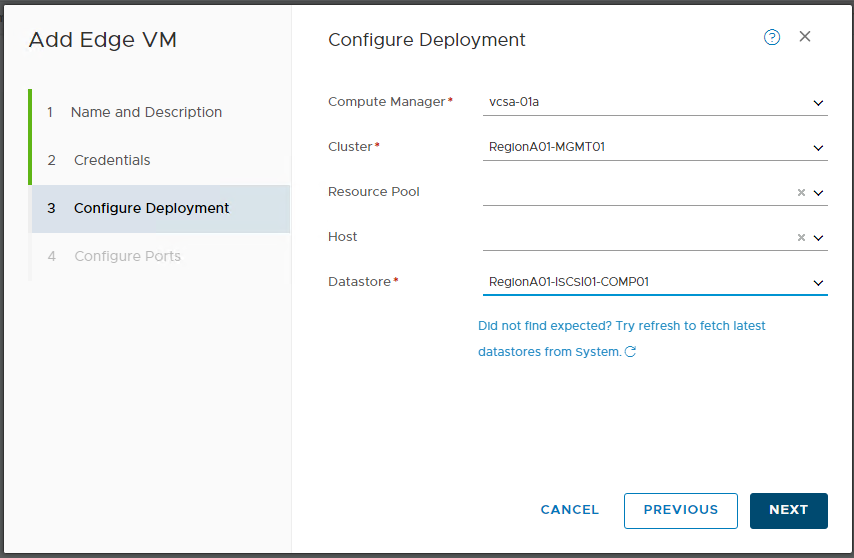 Add Edge VM
1 Name and Description
2 Credentials
3 Configure Deployment
4 Configure Ports
Configure Deployment
?
Compute Manager* vcsa-01a
Cluster* RegionA01-MGMT01
Resource Pool
Host
Datastore* RegionA01-ISCSI01-COMP01
Did not find expected? Try refresh to fetch latest
datastores from System.
CANCEL PREVIOUS NEXT